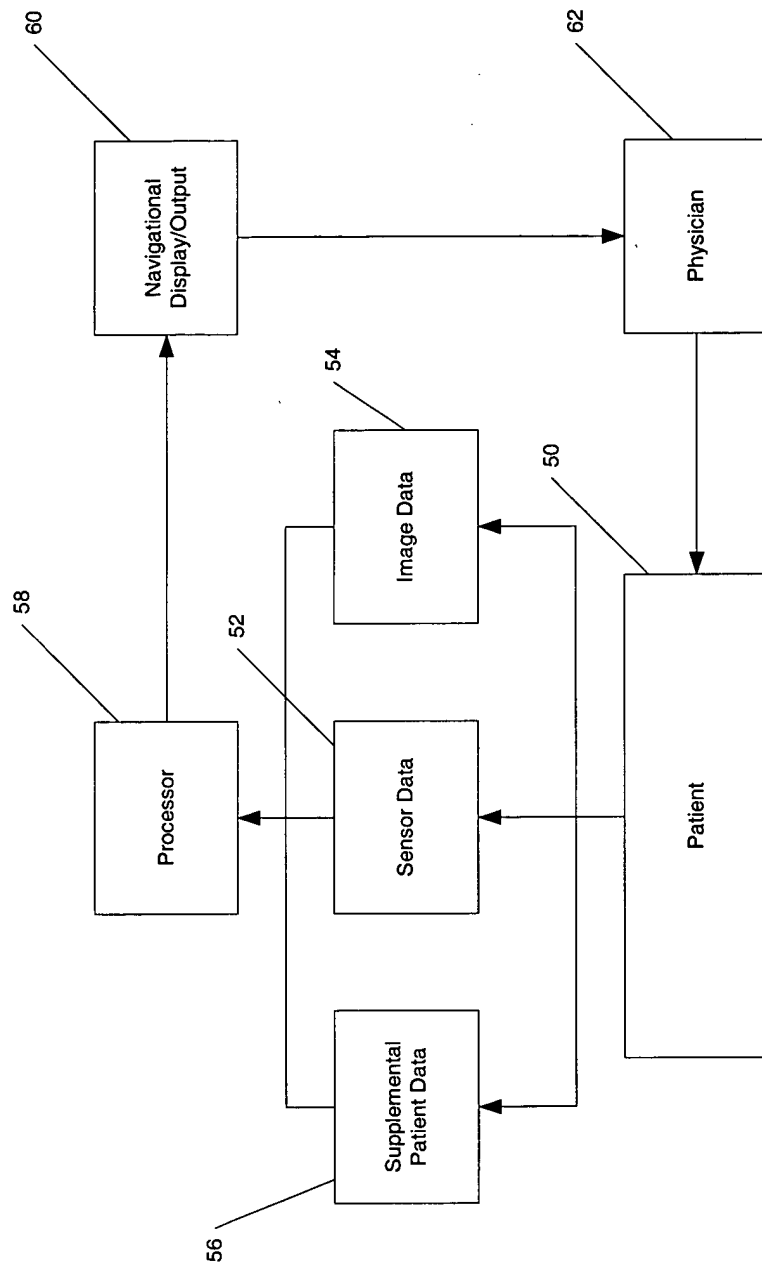 58
Processor
60
Navigational
Display/Output
56
Supplemental
Patient Data
52
Sensor Data
54
Image Data
50
Patient
62
Physician